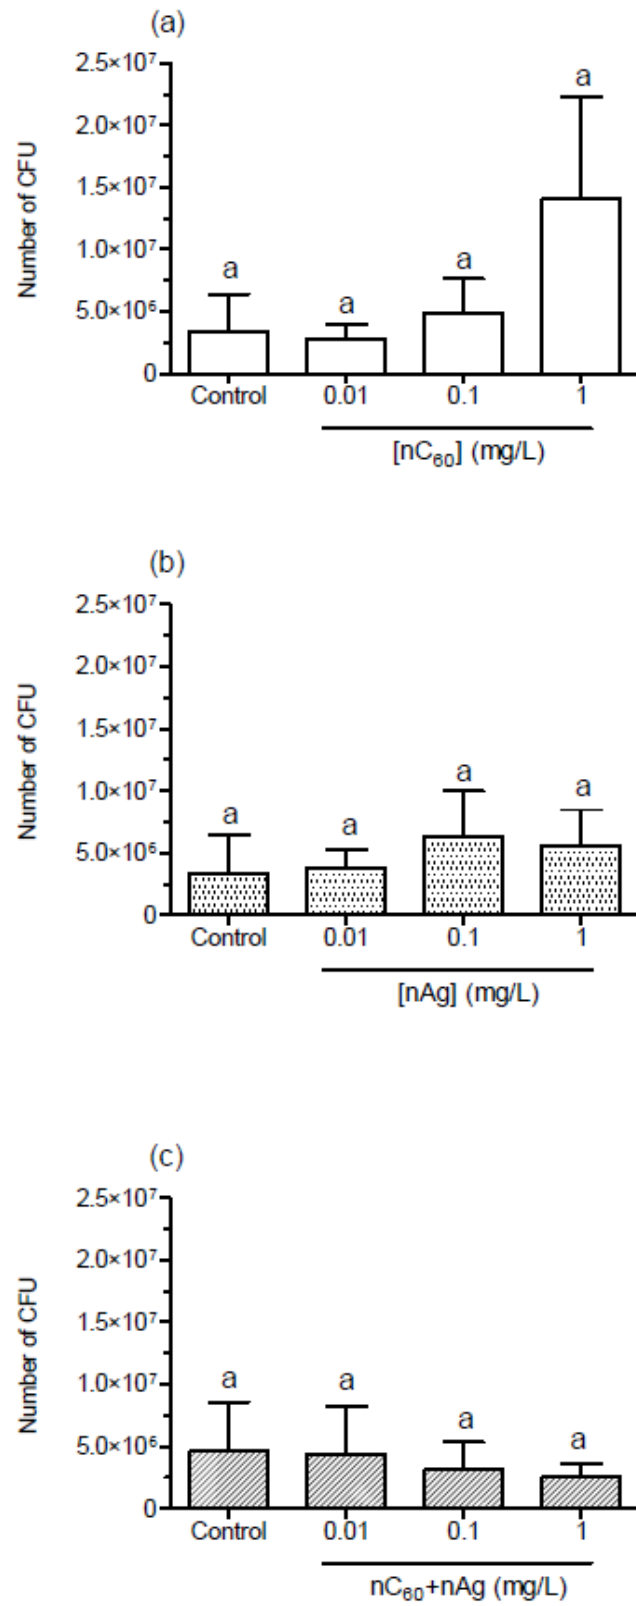 (a)
Number of CFU
2.5×10⁷
2.0×10⁷
1.5×10⁷
1.0×10⁷
5.0×10⁶
0
a a a a
Control 0.01 0.1 1
[nC₆₀] (mg/L)
(b)
Number of CFU
2.5×10⁷
2.0×10⁷
1.5×10⁷
1.0×10⁷
5.0×10⁶
0
a a a a
Control 0.01 0.1 1
[nAg] (mg/L)
(c)
Number of CFU
2.5×10⁷
2.0×10⁷
1.5×10⁷
1.0×10⁷
5.0×10⁶
0
a a a a
Control 0.01 0.1 1
nC₆₀+nAg (mg/L)